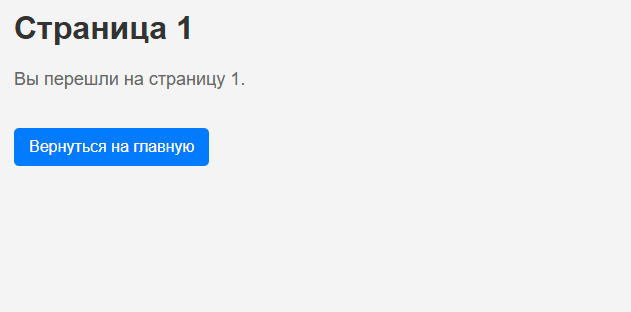 Страница 1
Вы перешли на страницу 1.
Вернуться на главную